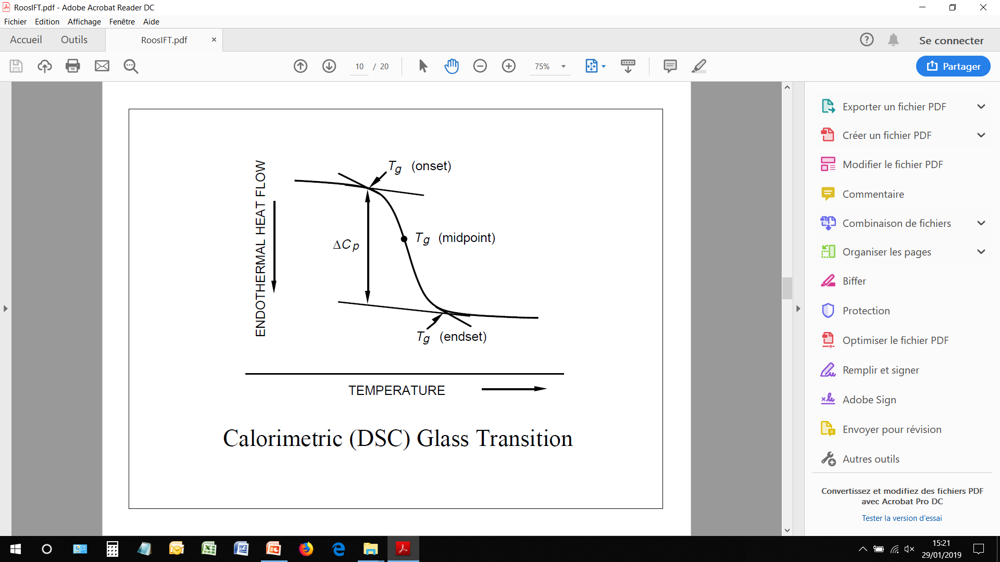 RoosIFT.pdf - Adobe Acrobat Reader DC
Fichier Edition Affichage Fenêtre Aide
Accueil Outils RoosIFT.pdf × ? Se connecter
10 / 20 75% Partager
ENDOTHERMAL HEAT FLOW
Tg (onset)
ΔCp
Tg (midpoint)
Tg (endset)
TEMPERATURE
Calorimetric (DSC) Glass Transition
Exporter un fichier PDF
Créer un fichier PDF
Modifier le fichier PDF
Commentaire
Combinaison de fichiers
Organiser les pages
Biffer
Protection
Optimiser le fichier PDF
Remplir et signer
Adobe Sign
Envoyer pour révision
Autres outils
Convertissez et modifiez des fichiers PDF
avec Acrobat Pro DC
Tester la version d'essai
15:21
29/01/2019